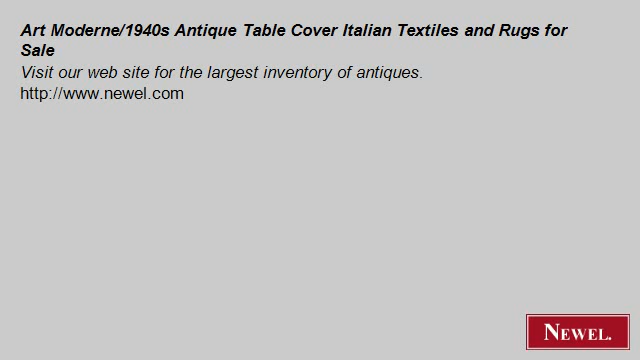 Art Moderne/1940s Antique Table Cover Italian Textiles and Rugs for
Sale
Visit our web site for the largest inventory of antiques.
http://www.newel.com
NEWEL.